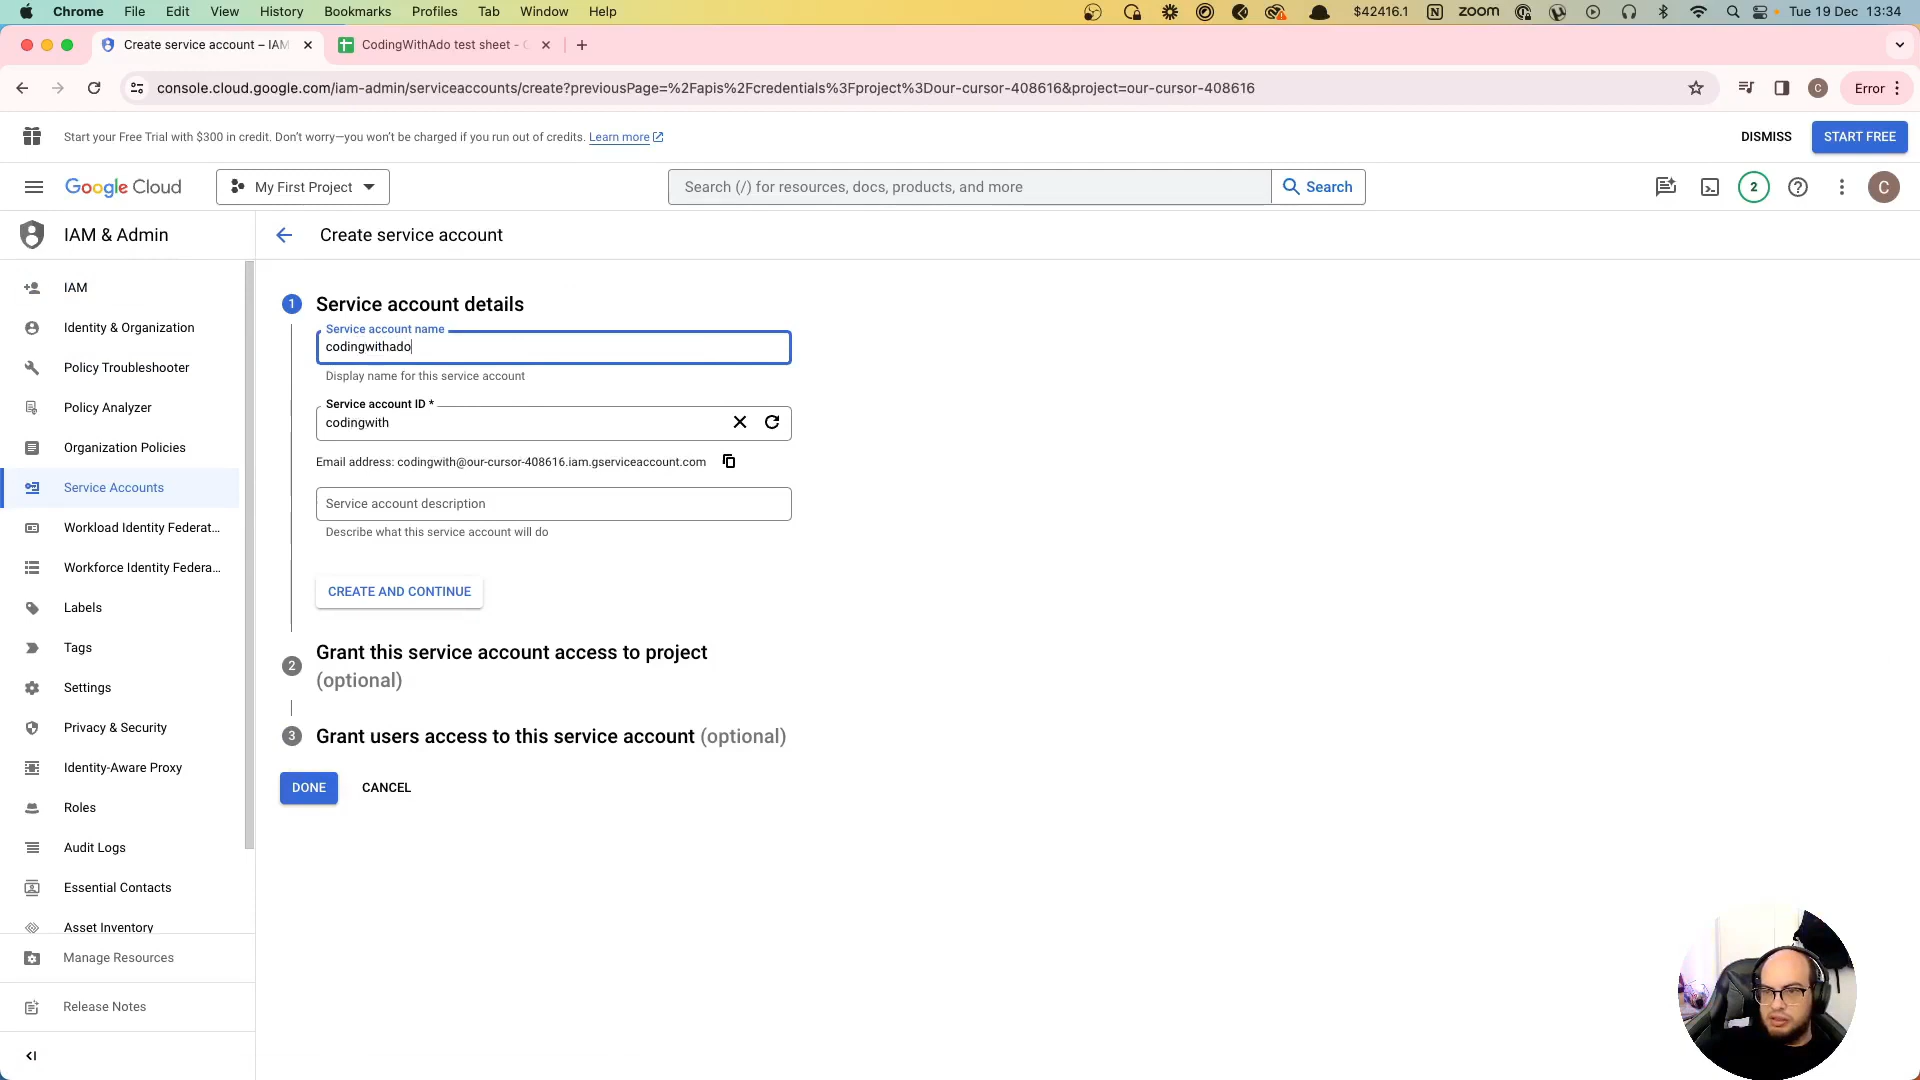 Chrome File Edit View History Bookmarks Profiles Tab Window Help $42416.1 zoom Tue 19 Dec 13:34
Create service account – IAM CodingWithAdo test sheet -
console.cloud.google.com/iam-admin/serviceaccounts/create?previousPage=%2Fapis%2Fcredentials%3Fproject%3Dour-cursor-408616&project=our-cursor-408616 C Error
Start your Free Trial with $300 in credit. Don't worry—you won't be charged if you run out of credits. Learn more DISMISS START FREE
Google Cloud My First Project Search (/) for resources, docs, products, and more Search 2 C
IAM & Admin
Create service account
IAM
Identity & Organization
Policy Troubleshooter
Policy Analyzer
Organization Policies
Service Accounts
Workload Identity Federat...
Workforce Identity Federa...
Labels
Tags
Settings
Privacy & Security
Identity-Aware Proxy
Roles
Audit Logs
Essential Contacts
Asset Inventory
Manage Resources
Release Notes
1 Service account details
Service account name
codingwithado
Display name for this service account
Service account ID *
codingwith
Email address: codingwith@our-cursor-408616.iam.gserviceaccount.com
Service account description
Describe what this service account will do
CREATE AND CONTINUE
2 Grant this service account access to project
(optional)
3 Grant users access to this service account (optional)
DONE CANCEL